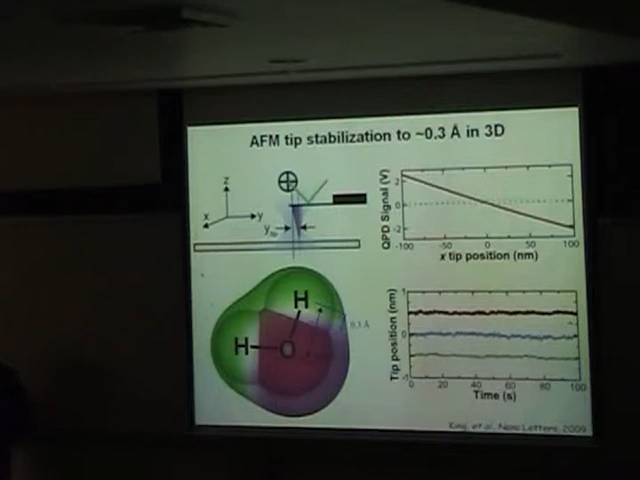 AFM tip stabilization to ~0.3 Å in 3D
z
x
y
QPD Signal (V)
2
0
-2
-100
-50
0
50
100
x tip position (nm)
H
H
O
0.3 Å
Tip position (nm)
1
0
-1
0
20
40
60
80
100
Time (s)
King, et al, Nano Letters, 2009